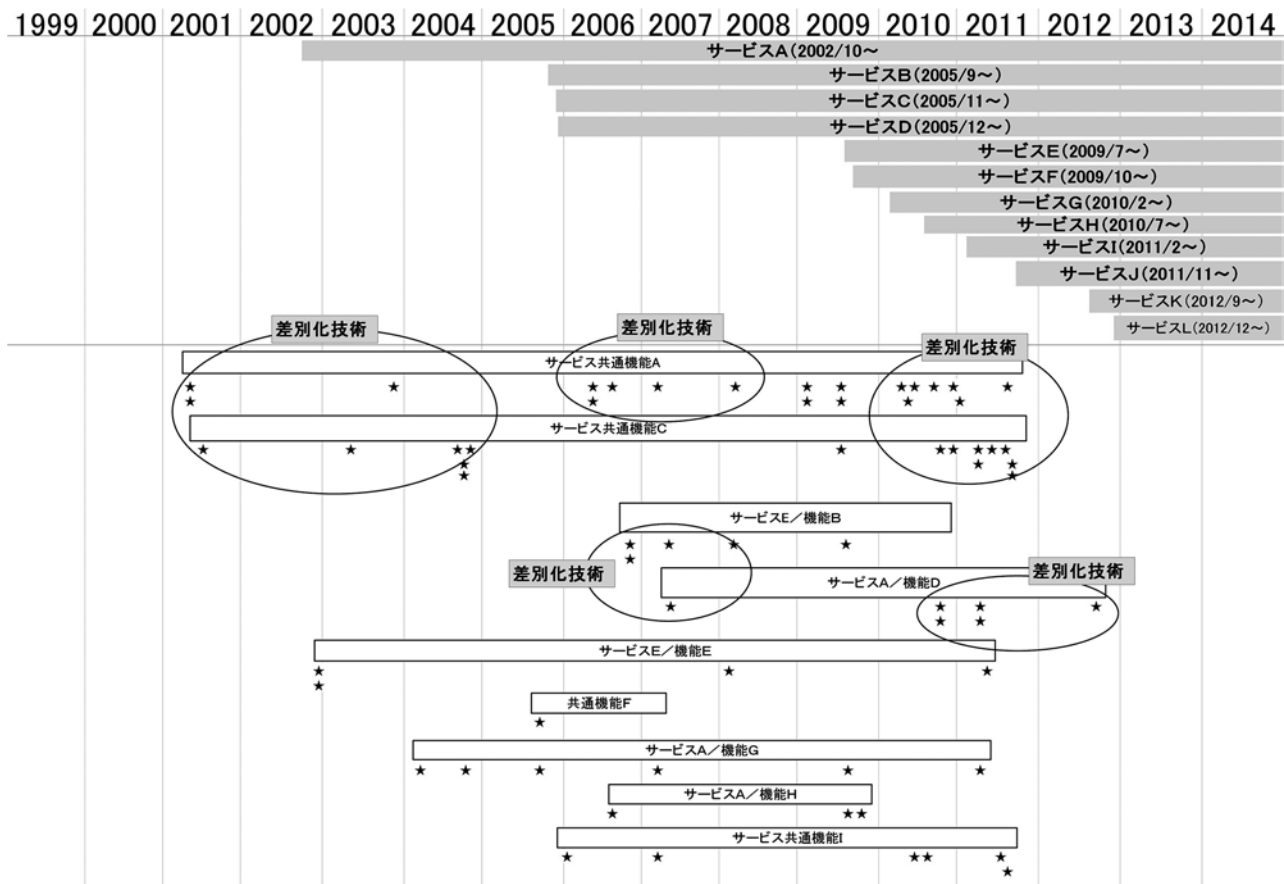 1999 2000 2001 2002 2003 2004 2005 2006 2007 2008 2009 2010 2011 2012 2013 2014
サービスA(2002/10～
サービスB(2005/9～)
サービスC(2005/11～)
サービスD(2005/12～)
サービスE(2009/7～)
サービスF(2009/10～)
サービスG(2010/2～)
サービスH(2010/7～)
サービスI(2011/2～)
サービスJ(2011/11～)
サービスK(2012/9～)
サービスL(2012/12～)
差別化技術
差別化技術
差別化技術
サービス共通機能A
サービス共通機能C
サービスE／機能B
差別化技術
差別化技術
サービスA／機能D
サービスE／機能E
共通機能F
サービスA／機能G
サービスA／機能H
サービス共通機能I